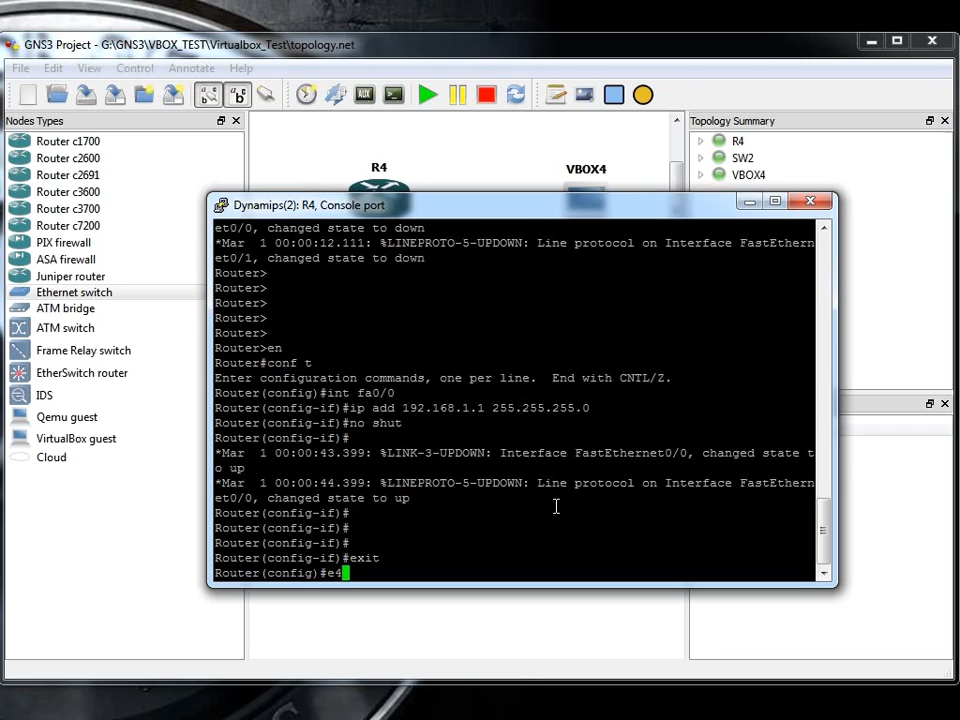 GNS3 Project - G:\GNS3\VBOX_TEST\Virtualbox_Test\topology.net
File Edit View Control Annotate Help
Nodes Types
Router c1700
Router c2600
Router c2691
Router c3600
Router c3700
Router c7200
PIX firewall
ASA firewall
Juniper router
Ethernet switch
ATM bridge
ATM switch
Frame Relay switch
EtherSwitch router
IDS
Qemu guest
VirtualBox guest
Cloud
R4
VBOX4
Topology Summary
R4
SW2
VBOX4
Dynamips(2): R4, Console port
et0/0, changed state to down
*Mar  1 00:00:12.111: %LINEPROTO-5-UPDOWN: Line protocol on Interface FastEthern
et0/1, changed state to down
Router>
Router>
Router>
Router>
Router>
Router>en
Router#conf t
Enter configuration commands, one per line.  End with CNTL/Z.
Router(config)#int fa0/0
Router(config-if)#ip add 192.168.1.1 255.255.255.0
Router(config-if)#no shut
Router(config-if)#
*Mar  1 00:00:43.399: %LINK-3-UPDOWN: Interface FastEthernet0/0, changed state t
o up
*Mar  1 00:00:44.399: %LINEPROTO-5-UPDOWN: Line protocol on Interface FastEthern
et0/0, changed state to up
Router(config-if)#
Router(config-if)#
Router(config-if)#
Router(config-if)#exit
Router(config)#e4